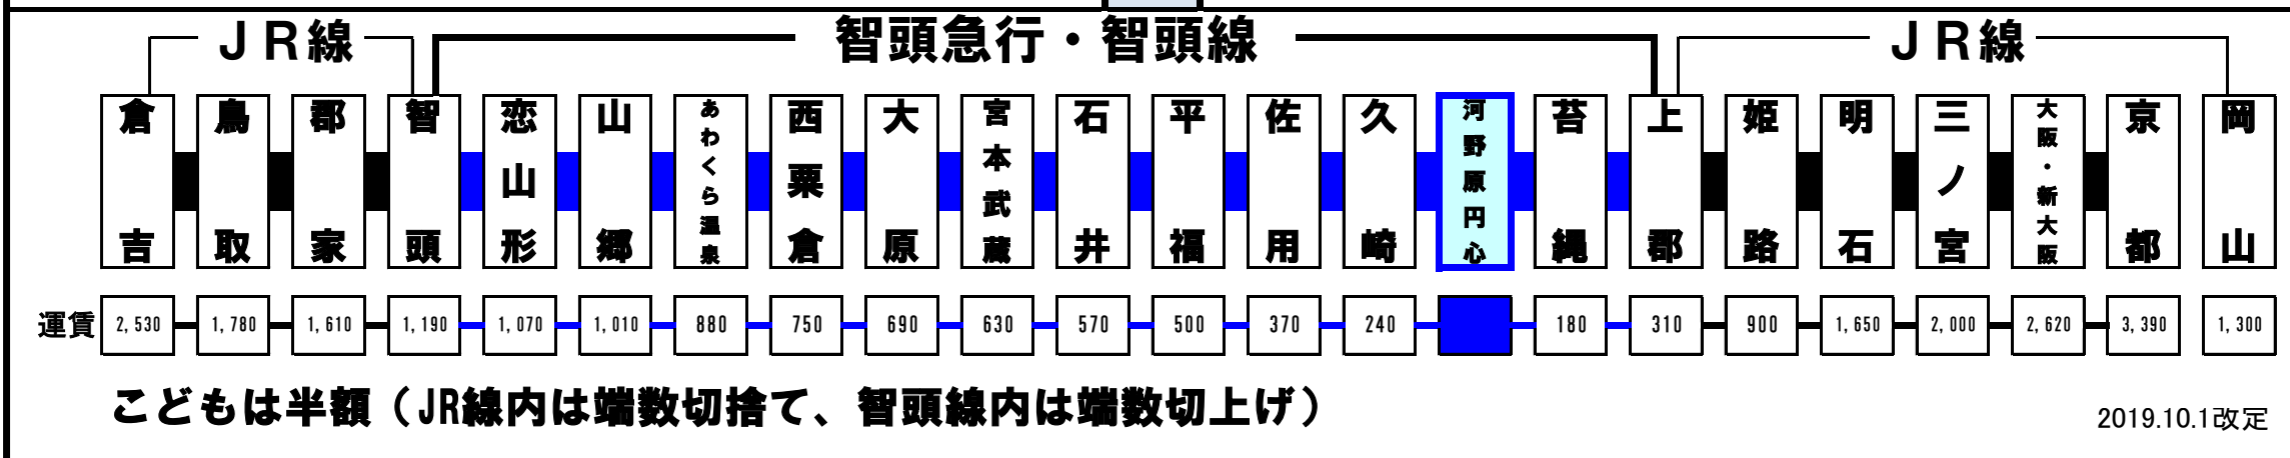 JR線 智頭急行・智頭線 JR線
倉吉 鳥取 郡家 智頭 恋山形 山郷 あわくら温泉 西粟倉 大原 宮本武蔵 石井 平福 佐用 久崎 河野原円心 苔縄 上郡 姫路 明石 三ノ宮 大阪・新大阪 京都 岡山
運賃 2,530 1,780 1,610 1,190 1,070 1,010 880 750 690 630 570 500 370 240 180 310 900 1,650 2,000 2,620 3,390 1,300
こどもは半額（JR線内は端数切捨て、智頭線内は端数切上げ）
2019.10.1改定